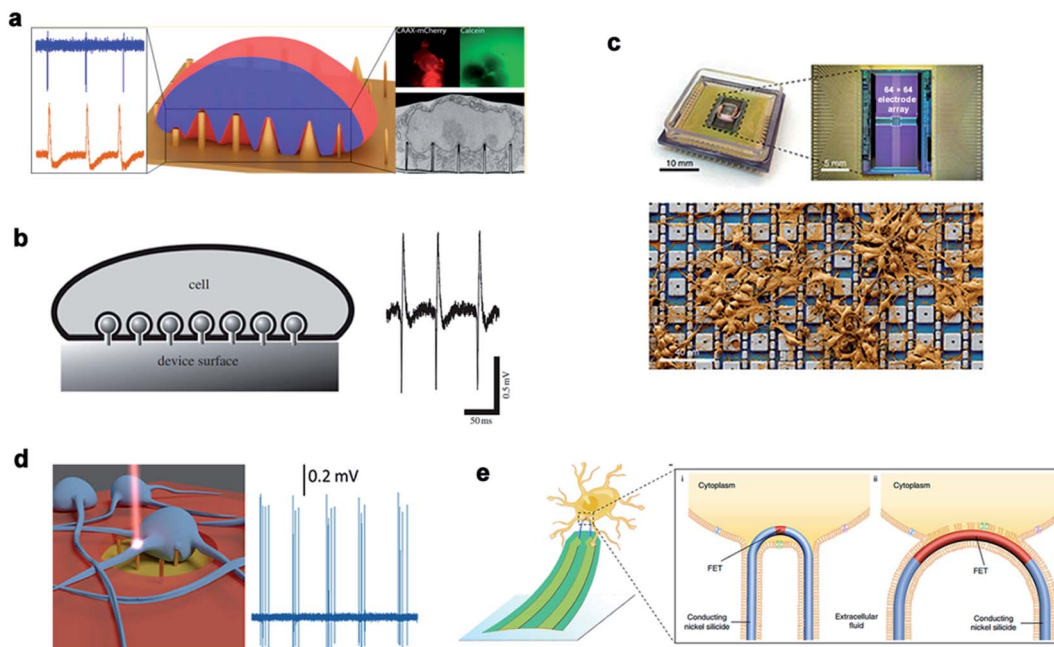 a
CAAX-mCherry
Calcein
b
cell
device surface
0.5 mV
50 ms
c
64 × 64
electrode
array
10 mm
5 mm
40 µm
d
0.2 mV
e
i
ii
Cytoplasm
Cytoplasm
FET
FET
Conducting
nickel silicide
Extracellular
fluid
Conducting
nickel silicide